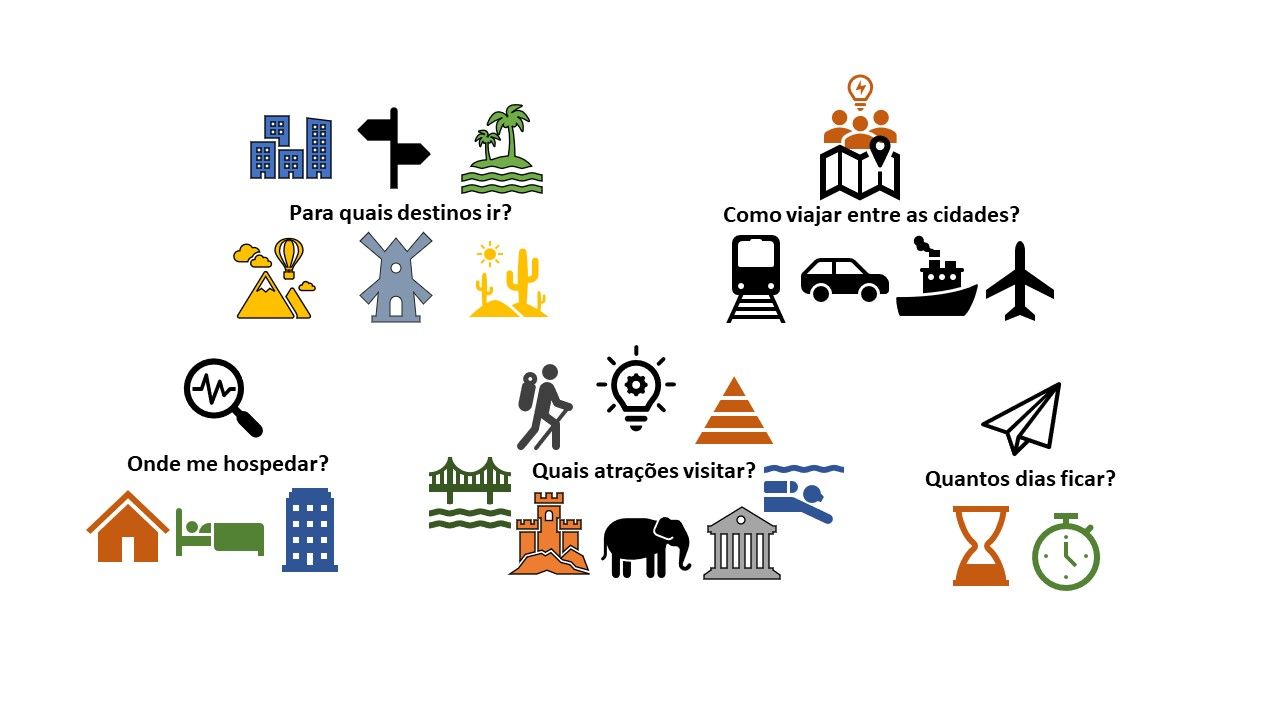 Para quais destinos ir?
Como viajar entre as cidades?
Onde me hospedar?
Quais atrações visitar?
Quantos dias ficar?